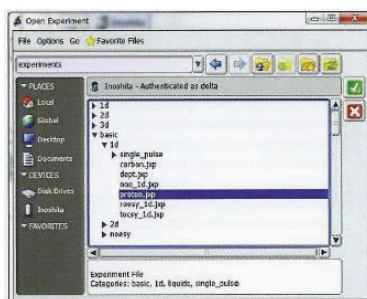 Open Experiment
File Options Go Favorite Files
experiments
PLACES
Local
Global
Desktop
Documents
DEVICES
Disk Drives
Inoshita
FAVORITES
Inoshita - Authenticated as delta
1d
2d
3d
basic
1d
single_pulse
carbon.jxp
dept.jxp
noe_1d.jxp
proton.jxp
roesy_1d.jxp
tocsy_1d.jxp
2d
noesy
Experiment File
Categories: basic, 1d, liquids, single_pulse